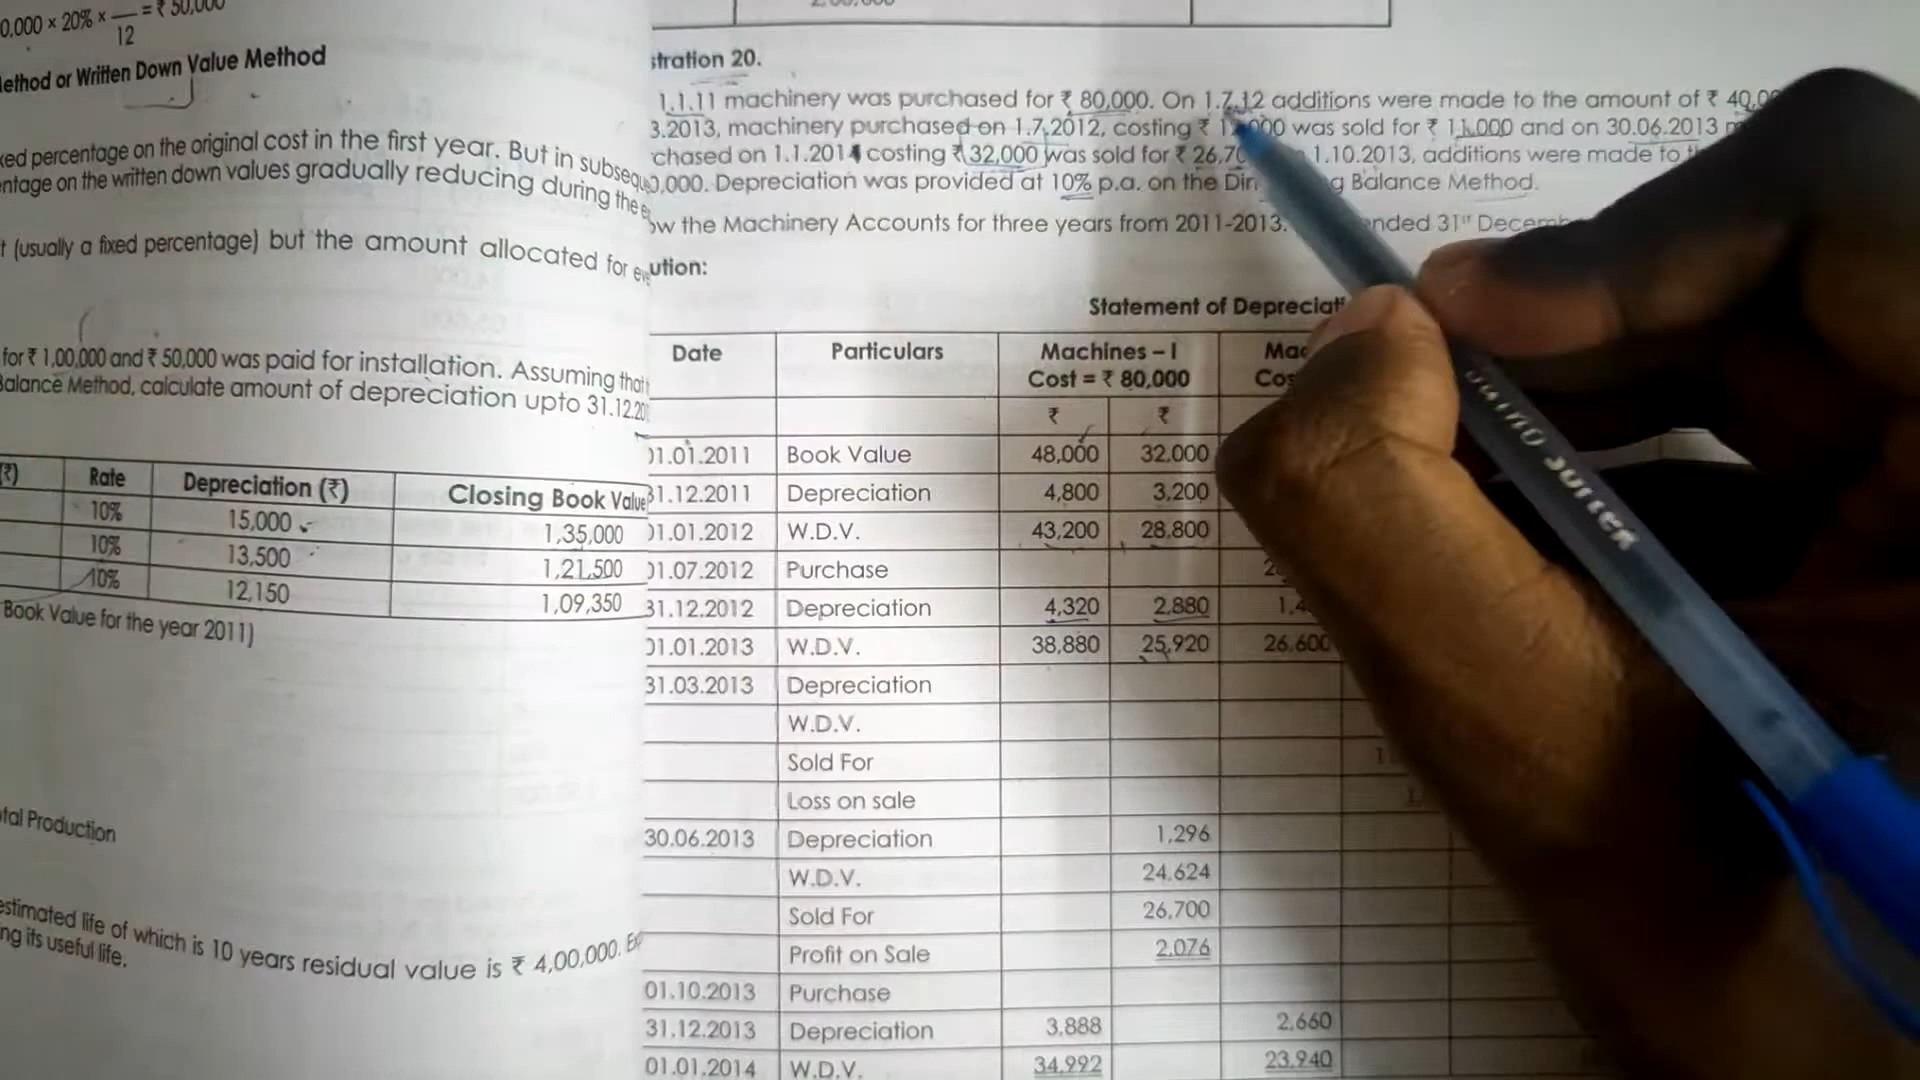 0,000 × 20% × — = ₹ 50,000
12
Method or Written Down Value Method
percentage on the original cost in the first year. But in
on the written down values gradually reducing during the
(usually a fixed percentage) but the amount allocated for
for ₹ 1,00,000 and ₹ 50,000 was paid for installation. Assuming that
Balance Method, calculate amount of depreciation upto 31.12.
(₹) Rate Depreciation (₹) Closing Book Value
10% 15,000 1,35,000
10% 13,500 1,21,500
10% 12,150 1,09,350
Book Value for the year 2011)
Production
estimated life of which is 10 years residual value is ₹ 4,00,000.
its useful life.
stration 20.
1.1.11 machinery was purchased for ₹ 80,000. On 1.7.12 additions were made to the amount of ₹
3.2013, machinery purchased on 1.7.2012, costing ₹ was sold for ₹ 11,000 and on 30.06.2013
chased on 1.1.2011 costing ₹ 32,000 was sold for ₹ 1.10.2013, additions were made to
0,000. Depreciation was provided at 10% p.a. on the Balance Method.
ow the Machinery Accounts for three years from 2011-2013. 31st
ution:
Statement of
Date Particulars Machines – I
Cost = ₹ 80,000
₹ ₹
01.01.2011 Book Value 48,000 32.000
31.12.2011 Depreciation 4,800 3,200
01.01.2012 W.D.V. 43,200 28,800
01.07.2012 Purchase
31.12.2012 Depreciation 4,320 2,880
01.01.2013 W.D.V. 38,880 25,920 26,600
31.03.2013 Depreciation
W.D.V.
Sold For
Loss on sale
30.06.2013 Depreciation 1,296
W.D.V. 24,624
Sold For 26,700
Profit on Sale 2,076
01.10.2013 Purchase
31.12.2013 Depreciation 3,888 2,660
01.01.2014 W.D.V. 34,992 23,940